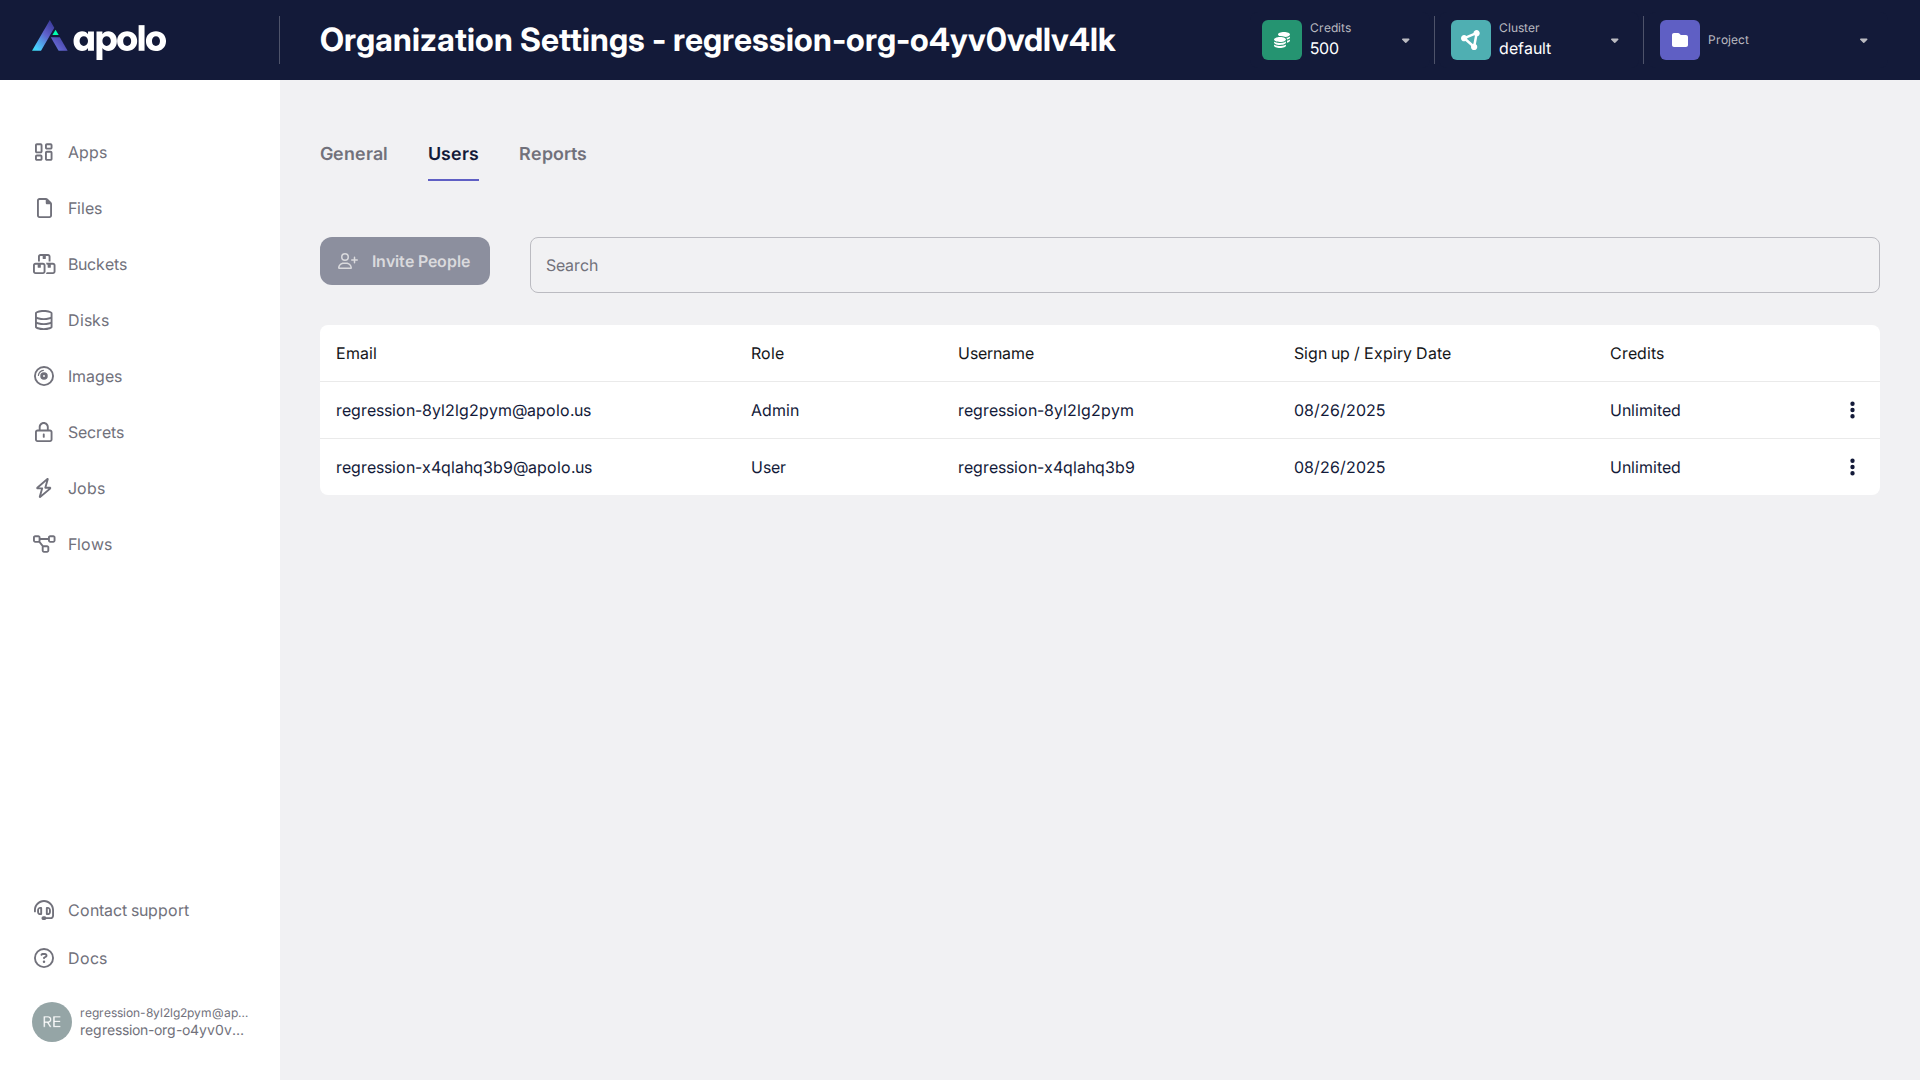 apolo
Organization Settings - regression-org-o4yv0vdlv4lk
Credits
500
Cluster
default
Project
Apps
Files
Buckets
Disks
Images
Secrets
Jobs
Flows
General Users Reports
Invite People
Search
Email Role Username Sign up / Expiry Date Credits
regression-8yl2lg2pym@apolo.us Admin regression-8yl2lg2pym 08/26/2025 Unlimited
regression-x4qlahq3b9@apolo.us User regression-x4qlahq3b9 08/26/2025 Unlimited
Contact support
Docs
RE
regression-8yl2lg2pym@ap...
regression-org-o4yv0v...